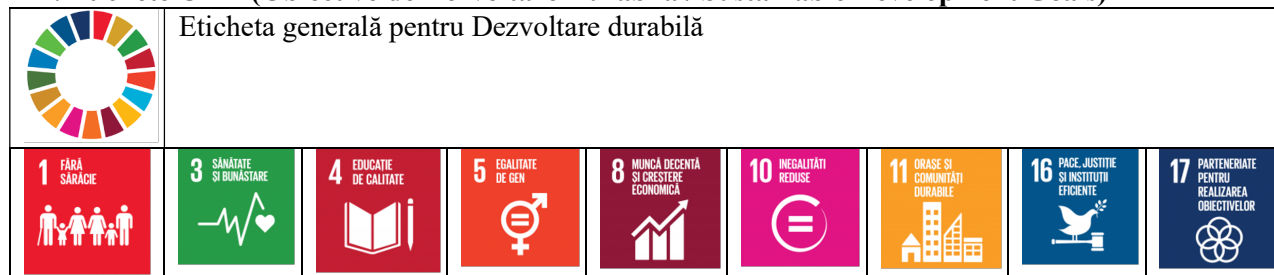 Eticheta generală pentru Dezvoltare durabilă
1 FĂRĂ
SĂRĂCIE
3 SĂNĂTATE
ȘI BUNĂSTARE
4 EDUCAȚIE
DE CALITATE
5 EGALITATE
DE GEN
8 MUNCĂ DECENTĂ
ȘI CREȘTERE
ECONOMICĂ
10 INEGALITĂȚI
REDUSE
11 ORAȘE ȘI
COMUNITĂȚI
DURABILE
16 PACE, JUSTIȚIE
ȘI INSTITUȚII
EFICIENTE
17 PARTENERIATE
PENTRU
REALIZAREA
OBIECTIVELOR